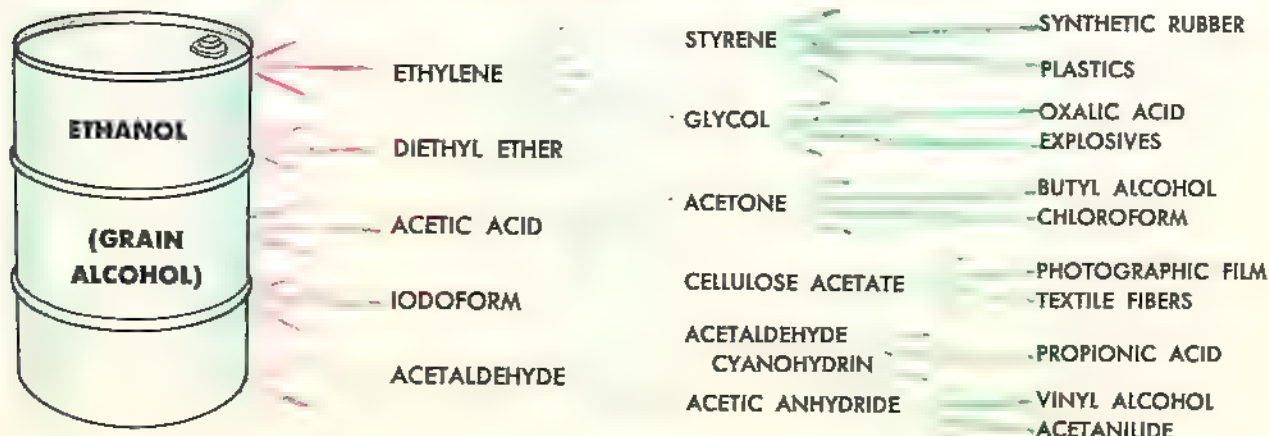 ETHANOL
(GRAIN
ALCOHOL)
ETHYLENE
DIETHYL ETHER
ACETIC ACID
IODOFORM
ACETALDEHYDE
STYRENE
GLYCOL
ACETONE
CELLULOSE ACETATE
ACETALDEHYDE
CYANOHYDRIN
ACETIC ANHYDRIDE
SYNTHETIC RUBBER
PLASTICS
OXALIC ACID
EXPLOSIVES
BUTYL ALCOHOL
CHLOROFORM
PHOTOGRAPHIC FILM
TEXTILE FIBERS
PROPIONIC ACID
VINYL ALCOHOL
ACETANILIDE